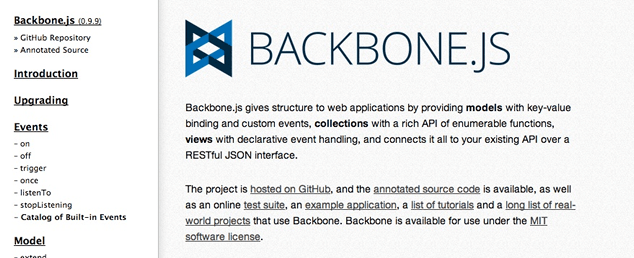 Backbone.js (0.9.9)
» GitHub Repository
» Annotated Source
Introduction
Upgrading
Events
- on
- off
- trigger
- once
- listenTo
- stopListening
- Catalog of Built-in Events
Model
- extend
BACKBONE.JS
Backbone.js gives structure to web applications by providing models with key-value
binding and custom events, collections with a rich API of enumerable functions,
views with declarative event handling, and connects it all to your existing API over a
RESTful JSON interface.
The project is hosted on GitHub, and the annotated source code is available, as well
as an online test suite, an example application, a list of tutorials and a long list of real-
world projects that use Backbone. Backbone is available for use under the MIT
software license.